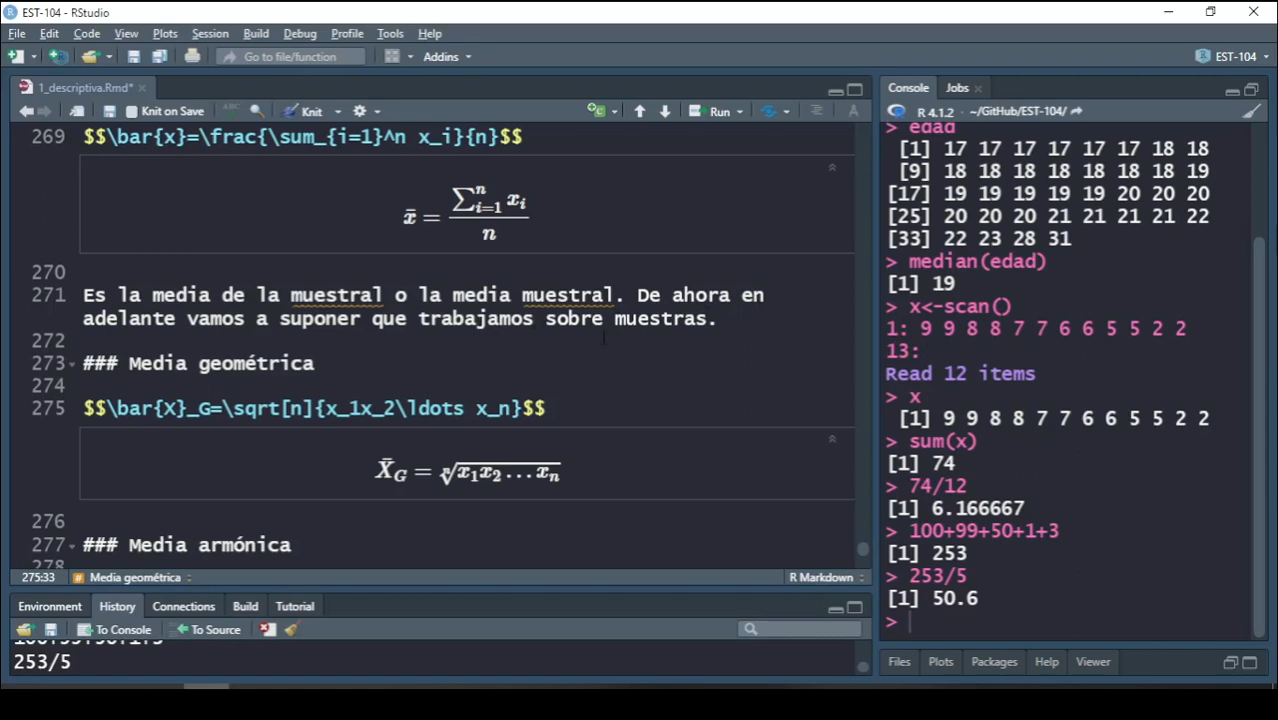 EST-104 - RStudio
File Edit Code View Plots Session Build Debug Profile Tools Help
Go to file/function Addins EST-104
1_descriptiva.Rmd*
Knit on Save Knit Run
269 $$\bar{x}=\frac{\sum_{i=1}^n x_i}{n}$$
x̄ = ∑ⁿᵢ₌₁ xᵢ / n
270
271 Es la media de la muestral o la media muestral. De ahora en
adelante vamos a suponer que trabajamos sobre muestras.
272
273 ### Media geométrica
274
275 $$\bar{X}_G=\sqrt[n]{x_1x_2\ldots x_n}$$
X̄_G = ⁿ√x₁x₂…xₙ
276
277 ### Media armónica
278
275:33 # Media geométrica R Markdown
Environment History Connections Build Tutorial
To Console To Source
100+99+50+1+3
253/5
Console Jobs
R 4.1.2 · ~/GitHub/EST-104/
> edad
[1] 17 17 17 17 17 17 18 18
[9] 18 18 18 18 18 18 18 19
[17] 19 19 19 19 19 20 20 20
[25] 20 20 20 21 21 21 21 22
[33] 22 23 28 31
> median(edad)
[1] 19
> x<-scan()
1: 9 9 8 8 7 7 6 6 5 5 2 2
13:
Read 12 items
> x
[1] 9 9 8 8 7 7 6 6 5 5 2 2
> sum(x)
[1] 74
> 74/12
[1] 6.166667
> 100+99+50+1+3
[1] 253
> 253/5
[1] 50.6
>
Files Plots Packages Help Viewer